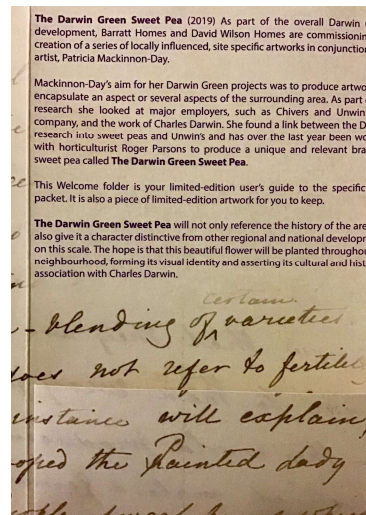 The Darwin Green Sweet Pea (2019) As part of the overall Darwin
development, Barratt Homes and David Wilson Homes are commissionin
creation of a series of locally influenced, site specific artworks in conjunctio
artist, Patricia Mackinnon-Day.
Mackinnon-Day's aim for her Darwin Green projects was to produce artwo
encapsulate an aspect or several aspects of the surrounding area. As part
research she looked at major employers, such as Chivers and Unwin
company, and the work of Charles Darwin. She found a link between the D
research into sweet peas and Unwin's and has over the last year been wo
with horticulturist Roger Parsons to produce a unique and relevant bra
sweet pea called The Darwin Green Sweet Pea.
This Welcome folder is your limited-edition user's guide to the specific
packet. It is also a piece of limited-edition artwork for you to keep.
The Darwin Green Sweet Pea will not only reference the history of the are
also give it a character distinctive from other regional and national developm
on this scale. The hope is that this beautiful flower will be planted throughou
neighbourhood, forming its visual identity and asserting its cultural and hist
association with Charles Darwin.
certain
- blending of varieties
does not refer to fertil
instance will explain,
oped the Painted Lady